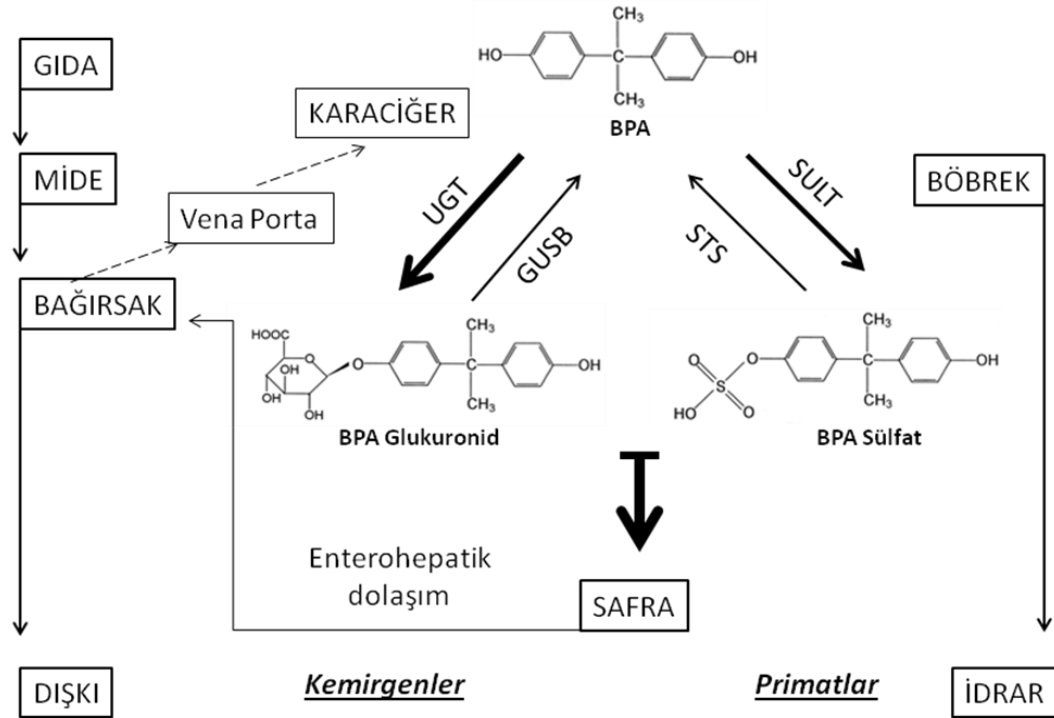 GIDA
MİDE
BAĞIRSAK
DIŞKI
Vena Porta
KARACİĞER
CH₃
HO
C
OH
CH₃
BPA
UGT
GUSB
STS
SULT
BÖBREK
HOOC
O
O
OH
OH
OH
CH₃
C
CH₃
OH
BPA Glukuronid
O
O
S
HO
O
CH₃
C
CH₃
OH
BPA Sülfat
Enterohepatik
dolaşım
SAFRA
Kemirgenler
Primatlar
İDRAR